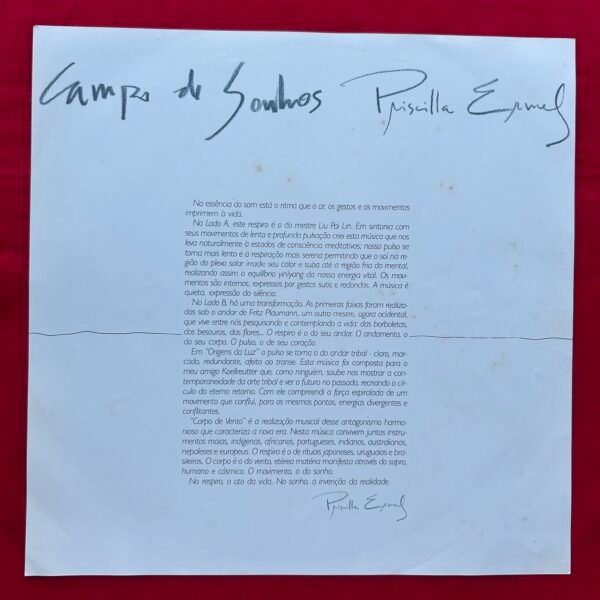 Campo de Sonhos Priscilla Ermel
Na essência do som está o ritmo que o ar, os gestos e os movimentos
imprimem à vida.
No Lado A, este respiro é o do mestre Liu Pai Lin. Em sintonia com
seus movimentos de lenta e profunda pulsação criei esta música que nos
leva naturalmente à estados de consciência meditativos; nosso pulso se
torna mais lento e a respiração mais serena permitindo que o sol na re-
gião do plexo solar irradie seu calor e suba até a região fria do mental,
realizando assim o equilíbrio yin/yang da nossa energia vital. Os mo-
vimentos são internos, expressos por gestos sutis e redondos. A música é
quieta, expressão do silêncio.
No Lado B, há uma transformação. As primeiras faixas foram realiza-
das sob o andar de Fritz Plaumann, um outro mestre, agora ocidental,
que vive entre nós pesquisando e contemplando a vida: das borboletas,
dos besouros, das flores... O respiro é o do seu andar. O andamento, o
do seu corpo. O pulso, o de seu coração.
Em "Origens da Luz" o pulso se torna o do andar tribal - claro, mar-
cado, redundante, afeito ao transe. Esta música foi composta para o
meu amigo Koellreutter que, como ninguém, soube nos mostrar a con-
temporaneidade da arte tribal e ver o futuro no passado, recriando o cír-
culo do eterno retorno. Com ele compreendi a força espiralada de um
movimento que conflui, para os mesmos pontos, energias divergentes e
conflitantes.
"Corpo de Vento" é a realização musical desse antagonismo harmo-
nioso que caracteriza a nova era. Nesta música convivem juntos instru-
mentos maias, indígenas, africanos, portugueses, indianos, australianos,
nepaleses e europeus. O respiro é o de rituais japoneses, uruguaios e bra-
sileiros. O corpo é o do vento, etérea matéria manifesta através do sopro,
humano e cósmico. O movimento, o do sonho.
No respiro, o ato da vida. No sonho, a invenção da realidade.
Priscilla Ermel